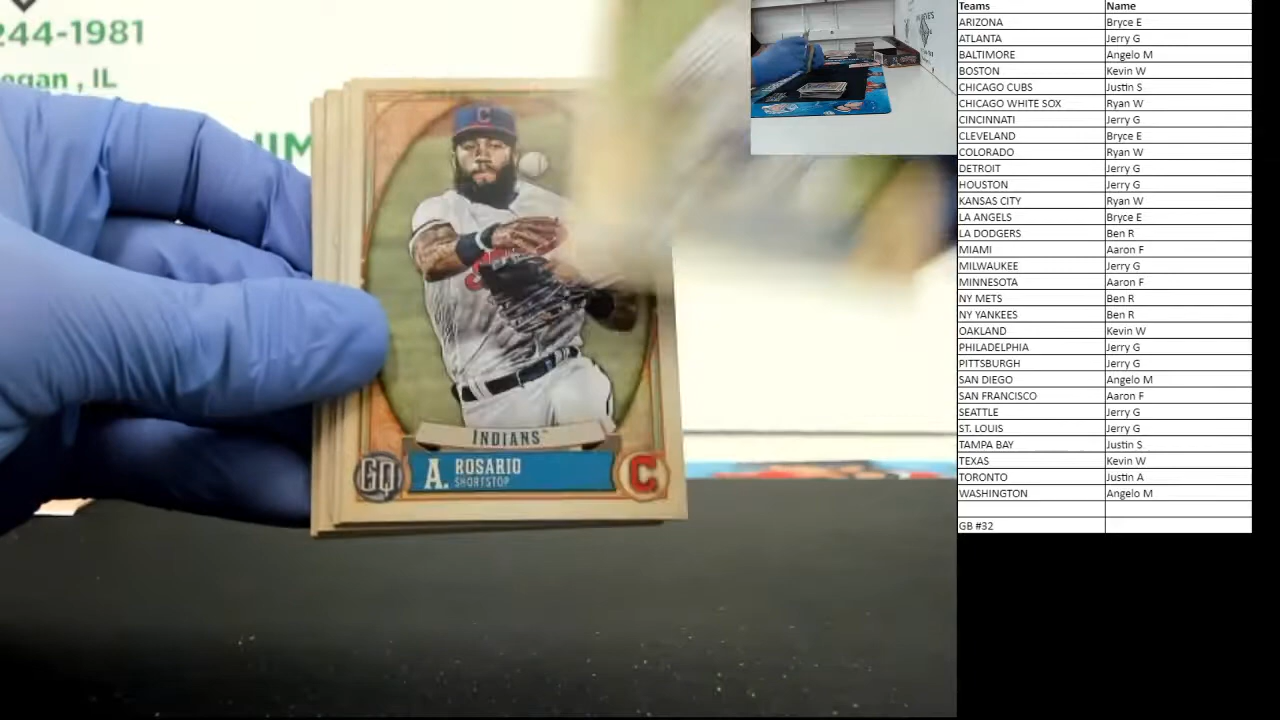 244-1981
egan , IL
C
INDIANS
GQ
A. ROSARIO
SHORTSTOP
C
Teams Name
ARIZONA Bryce E
ATLANTA Jerry G
BALTIMORE Angelo M
BOSTON Kevin W
CHICAGO CUBS Justin S
CHICAGO WHITE SOX Ryan W
CINCINNATI Jerry G
CLEVELAND Bryce E
COLORADO Ryan W
DETROIT Jerry G
HOUSTON Jerry G
KANSAS CITY Ryan W
LA ANGELS Bryce E
LA DODGERS Ben R
MIAMI Aaron F
MILWAUKEE Jerry G
MINNESOTA Aaron F
NY METS Ben R
NY YANKEES Ben R
OAKLAND Kevin W
PHILADELPHIA Jerry G
PITTSBURGH Jerry G
SAN DIEGO Angelo M
SAN FRANCISCO Aaron F
SEATTLE Jerry G
ST. LOUIS Jerry G
TAMPA BAY Justin S
TEXAS Kevin W
TORONTO Justin A
WASHINGTON Angelo M
GB #32